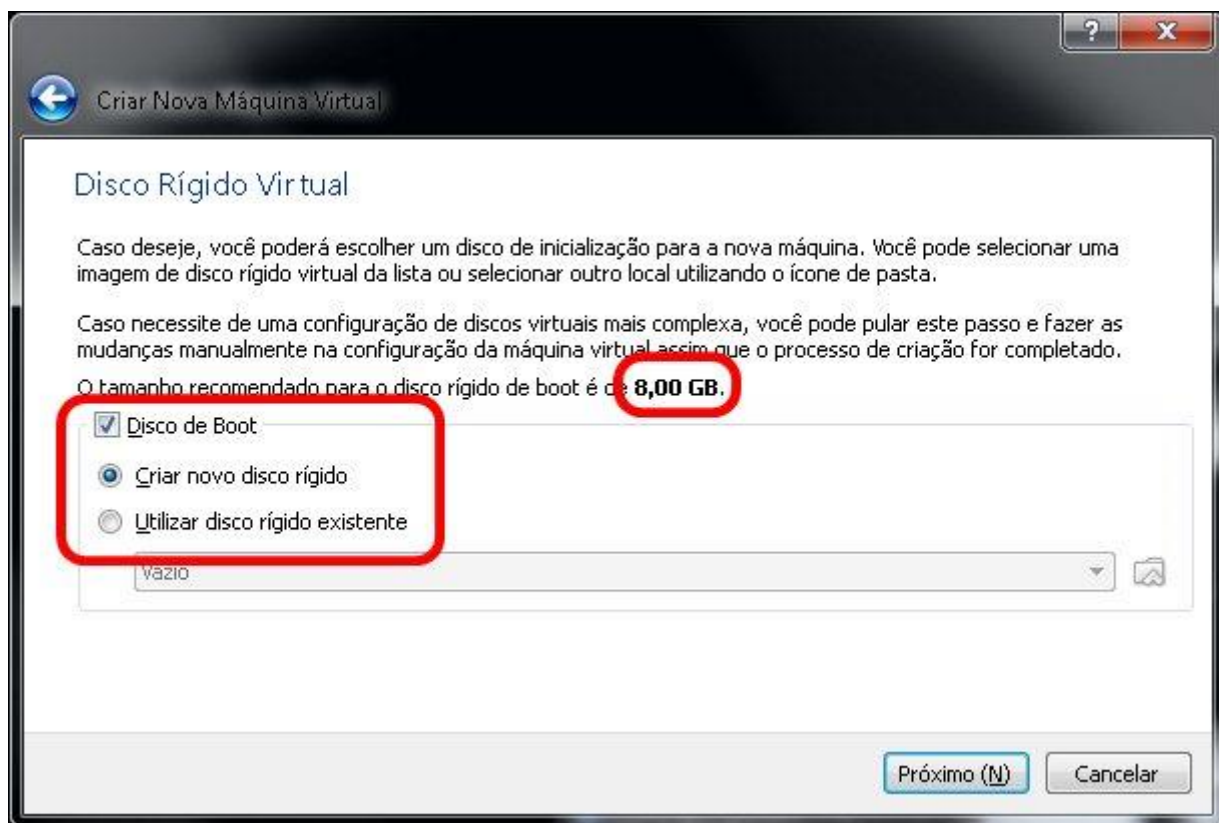 ?
X
Criar Nova Máquina Virtual
Disco Rígido Virtual
Caso deseje, você poderá escolher um disco de inicialização para a nova máquina. Você pode selecionar uma
imagem de disco rígido virtual da lista ou selecionar outro local utilizando o ícone de pasta.
Caso necessite de uma configuração de discos virtuais mais complexa, você pode pular este passo e fazer as
mudanças manualmente na configuração da máquina virtual assim que o processo de criação for completado.
O tamanho recomendado para o disco rígido de boot é de 8,00 GB.
Disco de Boot
Criar novo disco rígido
Utilizar disco rígido existente
Vazio
Próximo (N)
Cancelar